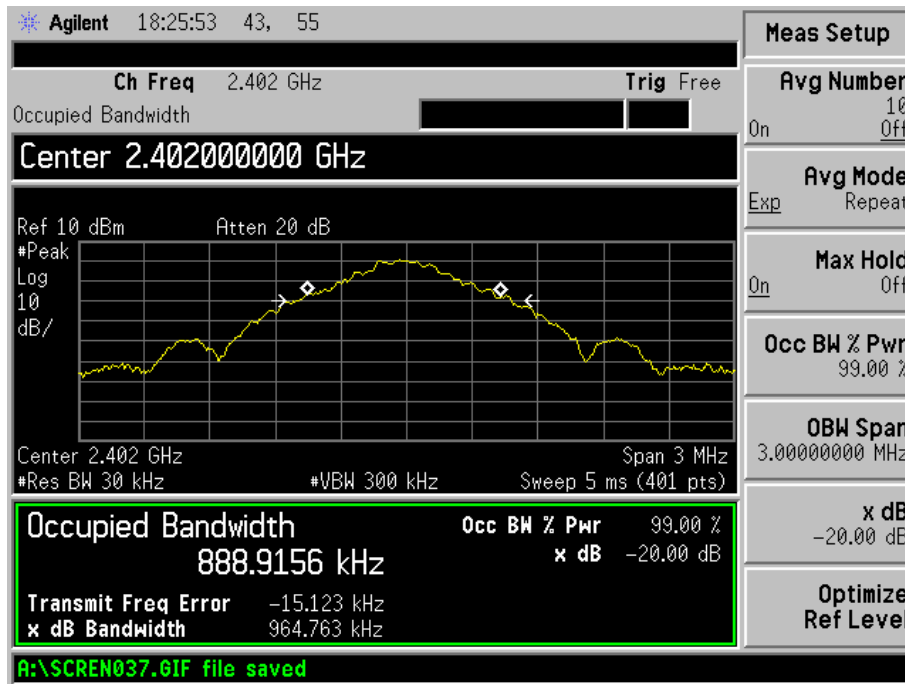 Agilent 18:25:53 43, 55
Ch Freq 2.402 GHz Trig Free
Occupied Bandwidth
Center 2.402000000 GHz
Ref 10 dBm Atten 20 dB
#Peak
Log
10
dB/
Center 2.402 GHz Span 3 MHz
#Res BW 30 kHz #VBW 300 kHz Sweep 5 ms (401 pts)
Occupied Bandwidth
888.9156 kHz
Occ BW % Pwr 99.00 %
x dB -20.00 dB
Transmit Freq Error -15.123 kHz
x dB Bandwidth 964.763 kHz
A:\SCREN037.GIF file saved
Meas Setup
Avg Number
10
On Off
Avg Mode
Exp Repeat
Max Hold
On Off
Occ BW % Pwr
99.00 %
OBW Span
3.00000000 MHz
x dB
-20.00 dB
Optimize
Ref Level